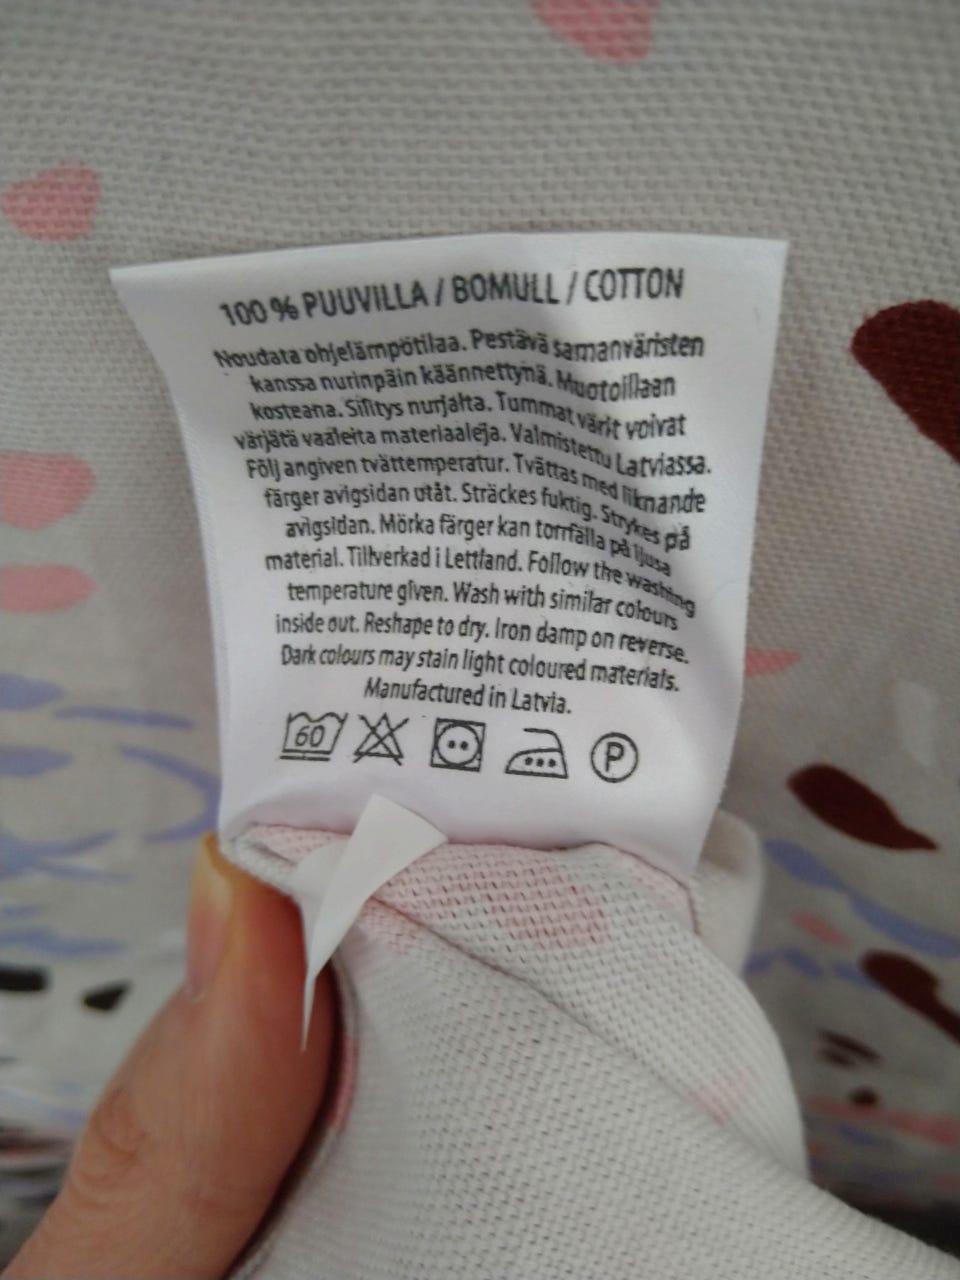 100 % PUUVILLA / BOMULL / COTTON
Noudata ohjelämpötilaa. Pestävä samanväristen
kanssa nurinpäin käännettynä. Muotoillaan
kosteana. Silitys nurjalta. Tummat värit voivat
värjätä vaaleita materiaaleja. Valmistettu Latviassa.
Följ angiven tvättemperatur. Tvättas med liknande
färger avigsidan utåt. Sträckes fuktig. Strykes på
avigsidan. Mörka färger kan torrfälla på ljusa
material. Tillverkad i Lettland. Follow the washing
temperature given. Wash with similar colours
inside out. Reshape to dry. Iron damp on reverse.
Dark colours may stain light coloured materials.
Manufactured in Latvia.
60 P